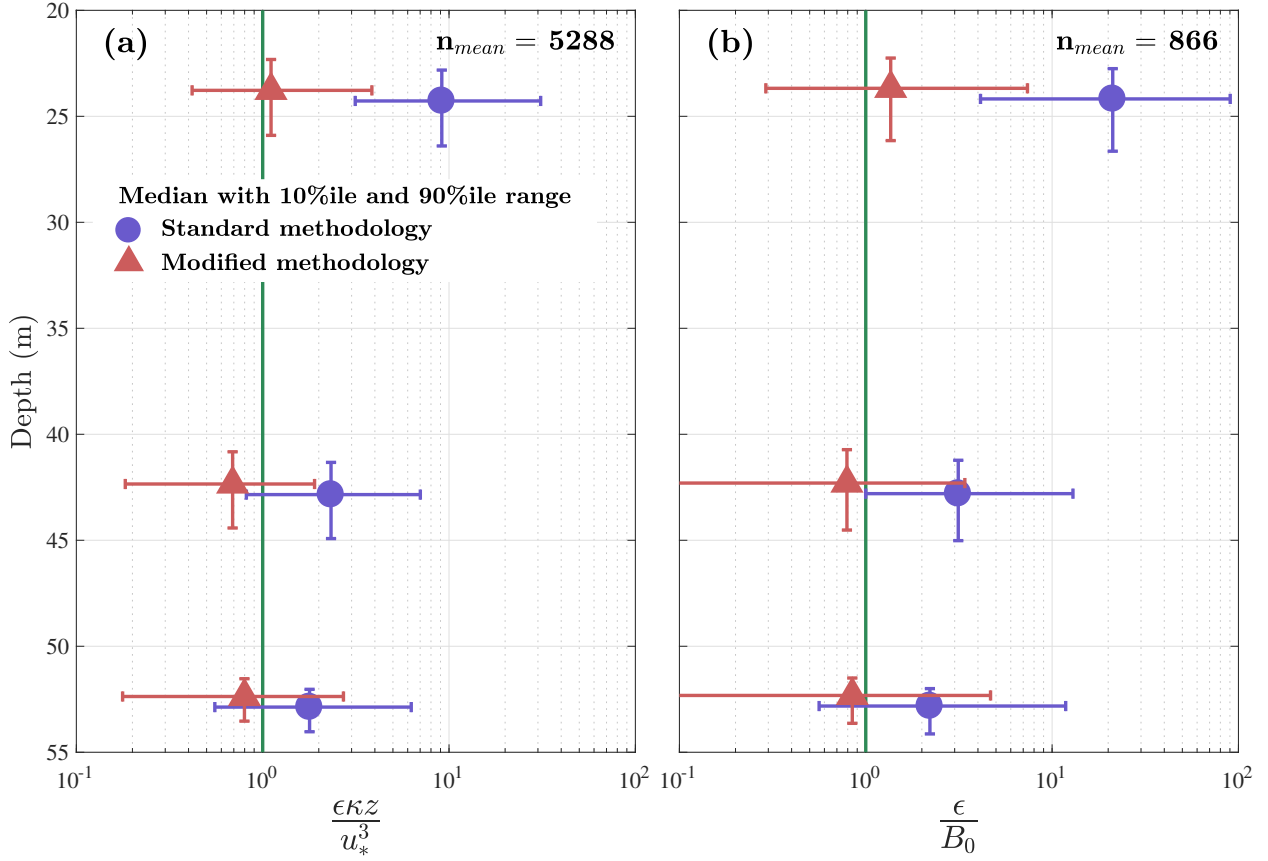 (a) n_mean = 5288
(b) n_mean = 866
20
25
30
35
40
45
50
55
Depth (m)
Median with 10%ile and 90%ile range
Standard methodology
Modified methodology
10^-1 10^0 10^1 10^2
10^-1 10^0 10^1 10^2
ϵκz
u_*^3
ϵ
B_0